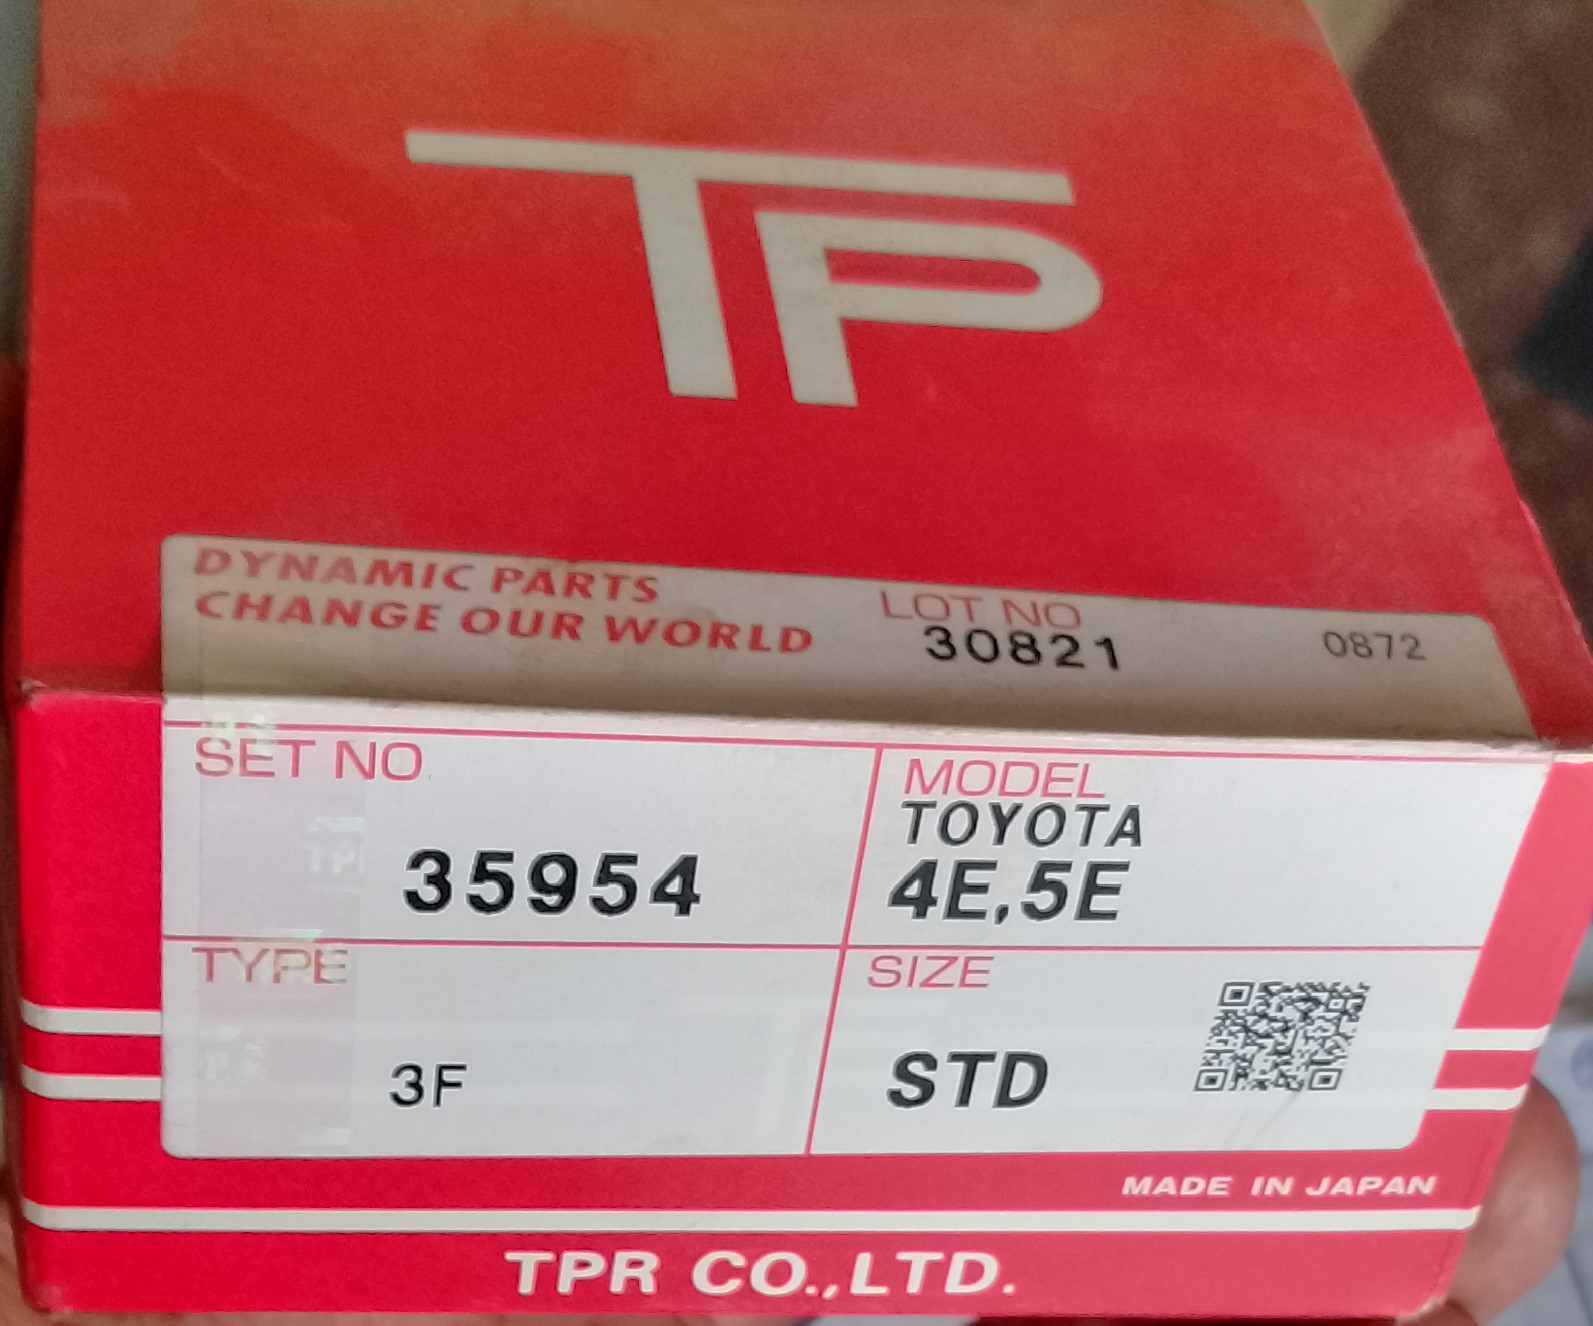 TP
DYNAMIC PARTS
CHANGE OUR WORLD
LOT NO
30821
0872
SET NO
35954
MODEL
TOYOTA
4E,5E
TYPE
3F
SIZE
STD
MADE IN JAPAN
TPR CO.,LTD.